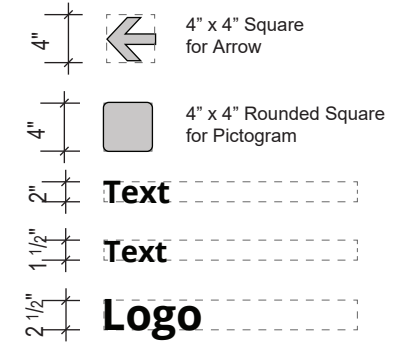 4"
4” x 4” Square
for Arrow
4"
4” x 4” Rounded Square
for Pictogram
2"
Text
1 1/2"
Text
2 1/2"
Logo